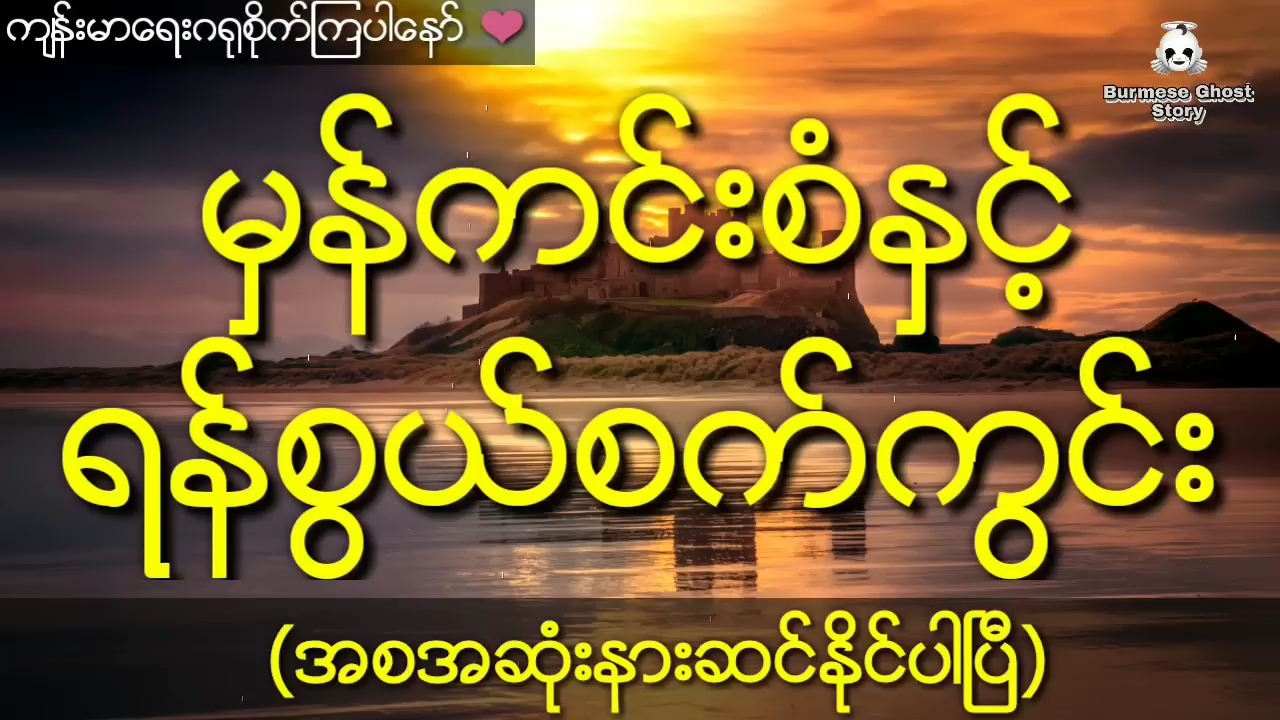 ကျန်းမာရေးဂရုစိုက်ကြပါနော် ❤
Burmese Ghost
Story
မှန်ကင်းစံနှင့်
ရန်စွယ်စက်ကွင်း
(အစအဆုံးနားဆင်နိုင်ပါပြီ)